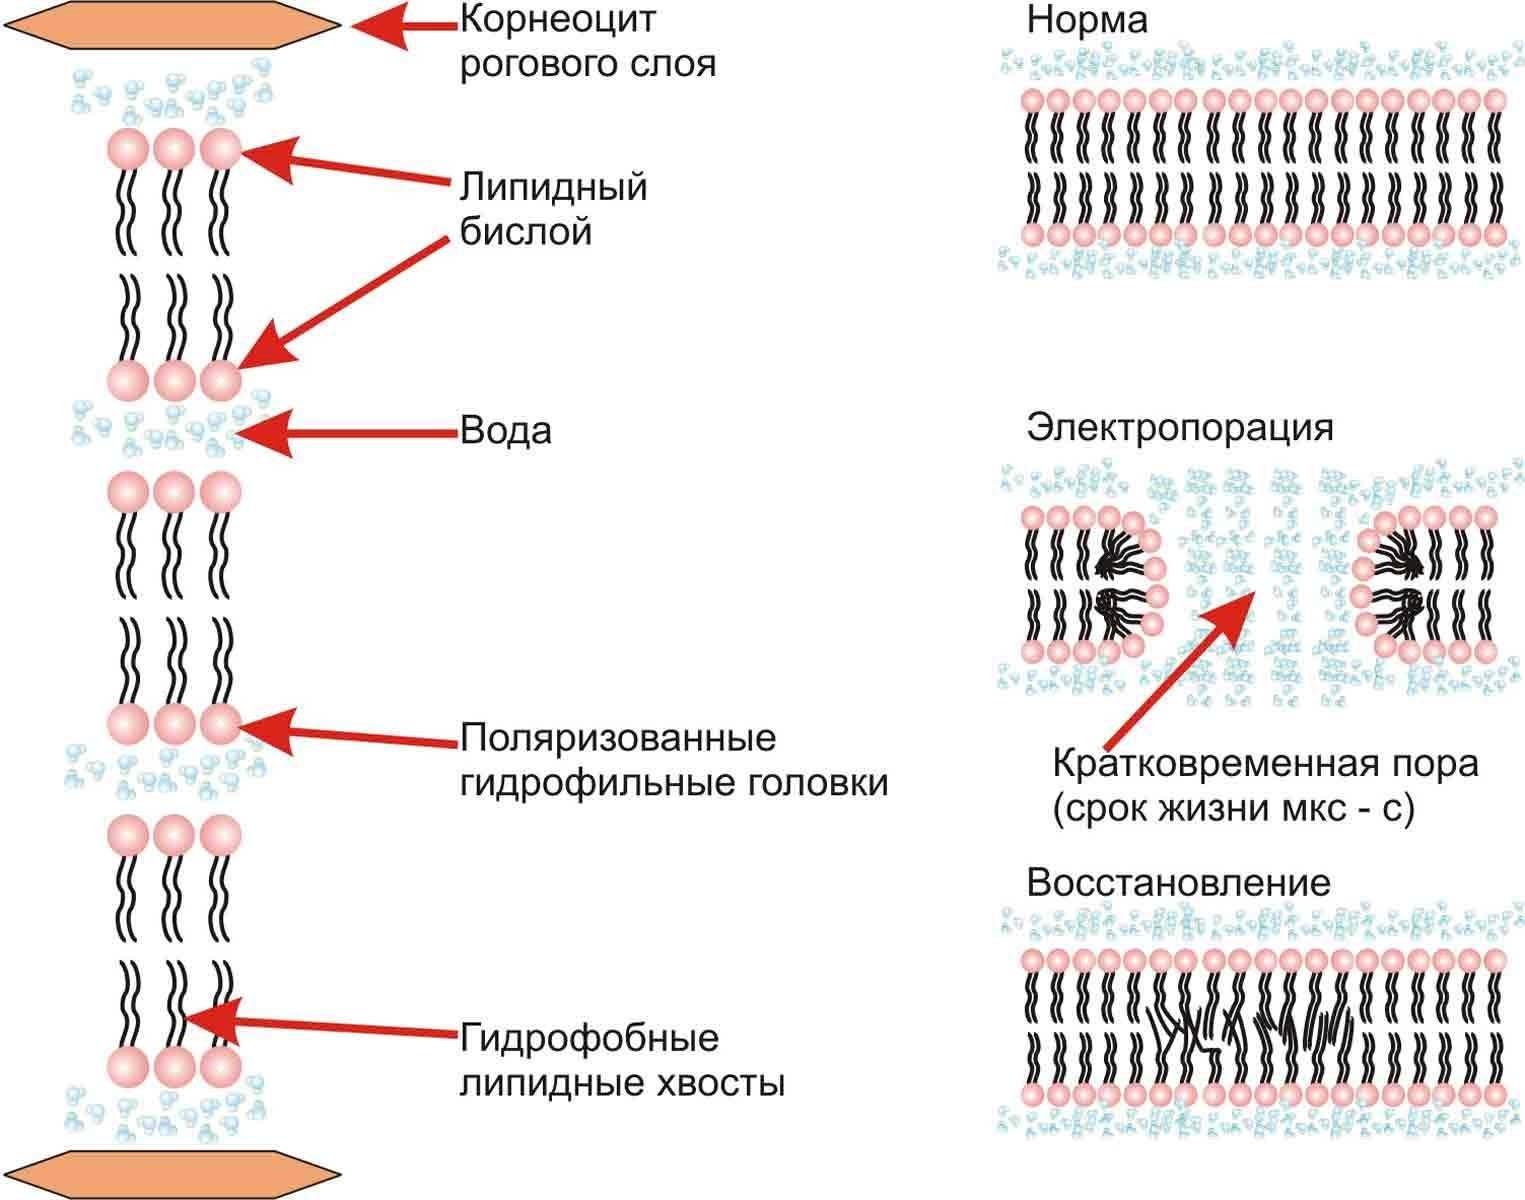 Корнеоцит
рогового слоя
Липидный
бислой
Вода
Поляризованные
гидрофильные головки
Гидрофобные
липидные хвосты
Норма
Электропорация
Кратковременная пора
(срок жизни мкс - с)
Восстановление